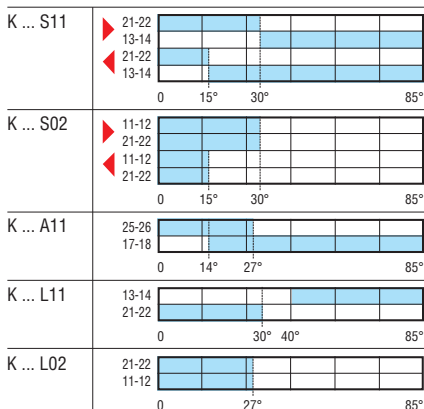 K ... S11
21-22
13-14
21-22
13-14
0 15° 30° 85°
K ... S02
11-12
21-22
11-12
21-22
0 15° 30° 85°
K ... A11
25-26
17-18
0 14° 27° 85°
K ... L11
13-14
21-22
0 30° 40° 85°
K ... L02
21-22
11-12
0 27° 85°